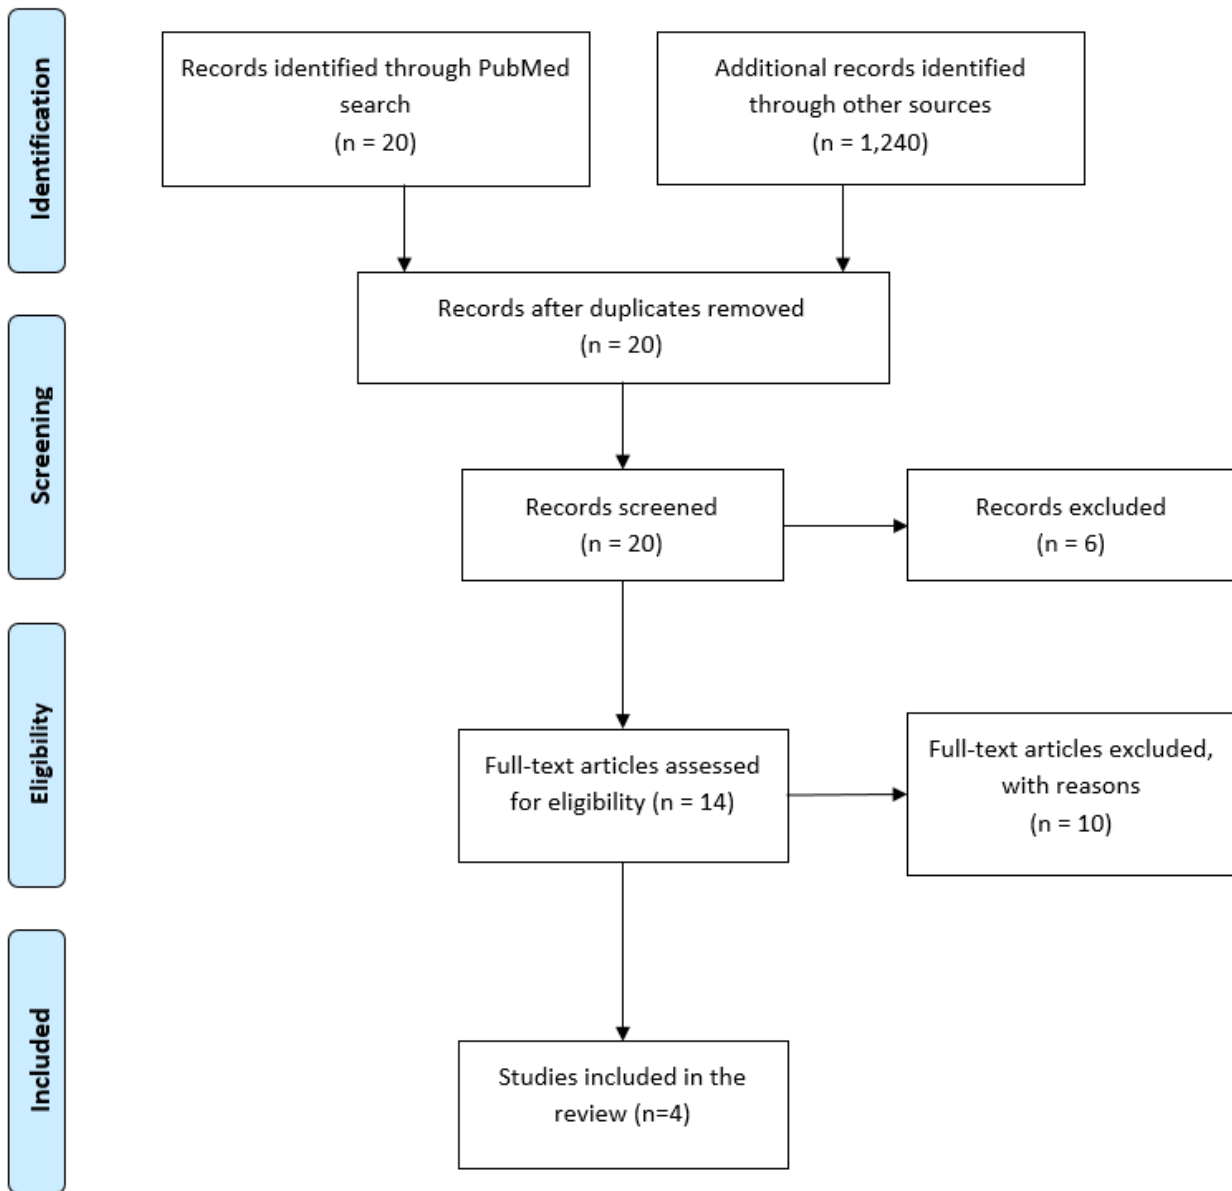 Identification
Records identified through PubMed
search
(n = 20)
Additional records identified
through other sources
(n = 1,240)
Records after duplicates removed
(n = 20)
Screening
Records screened
(n = 20)
Records excluded
(n = 6)
Eligibility
Full-text articles assessed
for eligibility (n = 14)
Full-text articles excluded,
with reasons
(n = 10)
Included
Studies included in the
review (n=4)